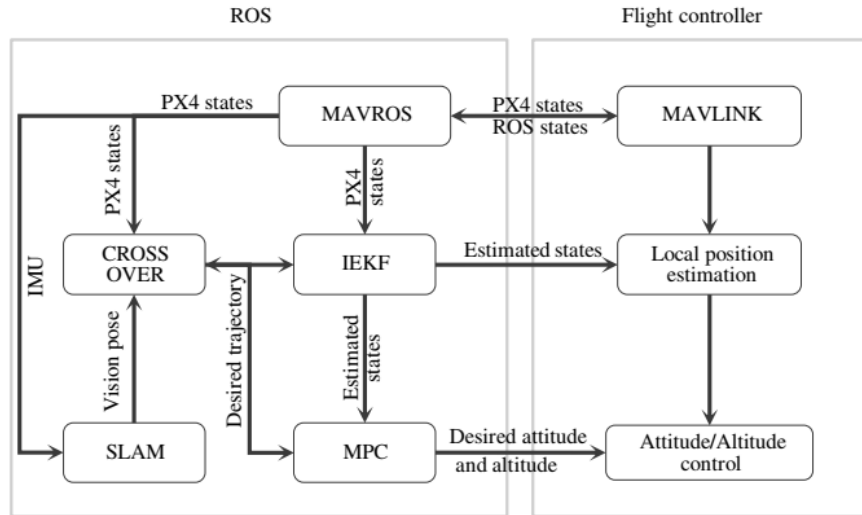 ROS
Flight controller
PX4 states
MAVROS
PX4 states
ROS states
MAVLINK
PX4 states
PX4
states
CROSS
OVER
IEKF
Estimated states
Local position
estimation
IMU
Vision pose
Desired trajectory
Estimated
states
SLAM
MPC
Desired attitude
and altitude
Attitude/Altitude
control